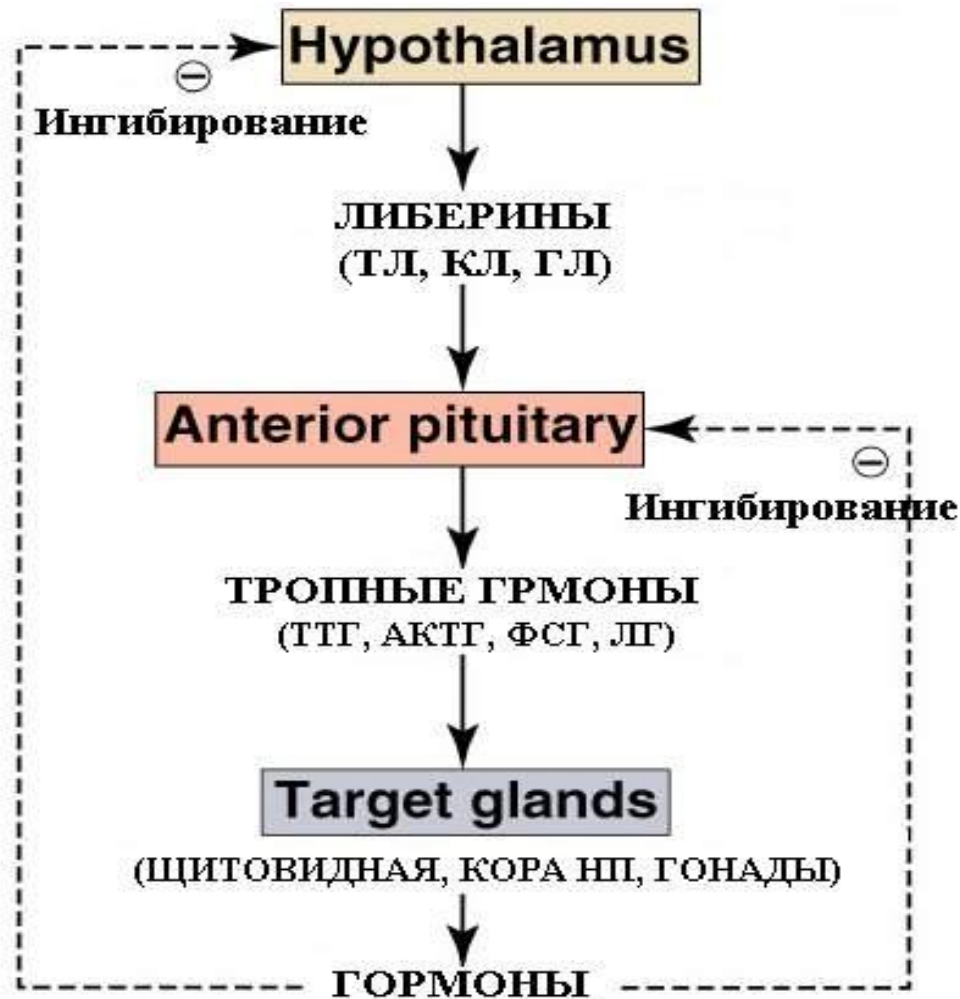 Hypothalamus
⊖
Ингибирование
ЛИБЕРИНЫ
(ТЛ, КЛ, ГЛ)
Anterior pituitary
⊖
Ингибирование
ТРОПНЫЕ ГРМОНЫ
(ТТГ, АКТГ, ФСГ, ЛГ)
Target glands
(ЩИТОВИДНАЯ, КОРА НП, ГОНАДЫ)
ГОРМОНЫ